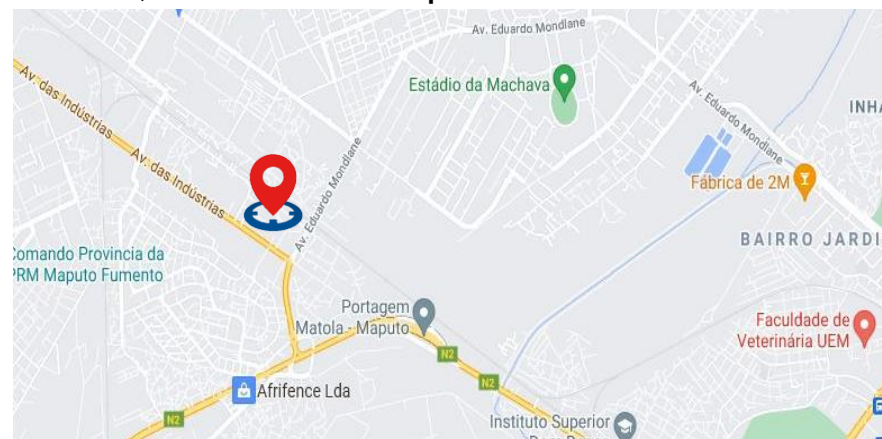 Av. Eduardo Mondlane
Estádio da Machava
Av. das Indústrias
Av. Eduardo Mondlane
INHA
Av. das Indústrias
Fábrica de 2M
Av. Eduardo Mondlane
BAIRRO JARDI
Comando Provincia da
PRM Maputo Fumento
Portagem
Matola - Maputo
Faculdade de
Veterinária UEM
N2
N2
Afrifence Lda
N2
Instituto Superior